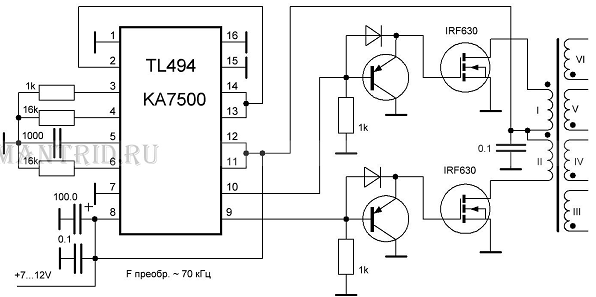 IRF630
1
16
2
15
TL494
VI
1k
3
14
16k
4
KA7500
13
I
V
1000
5
12
1k
0.1
MANTRID.RU
II
IV
16k
6
11
IRF630
7
10
100.0
+
8
9
III
0.1
1k
+7...12V
F преобр. ~ 70 кГц